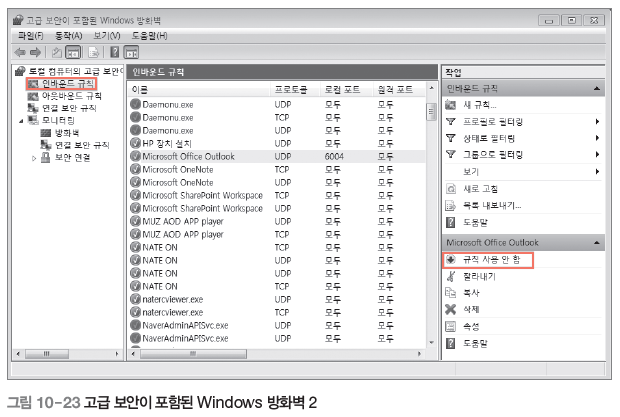 고급 보안이 포함된 Windows 방화벽
파일(F) 동작(A) 보기(V) 도움말(H)
로컬 컴퓨터의 고급 보안
인바운드 규칙
아웃바운드 규칙
연결 보안 규칙
모니터링
방화벽
연결 보안 규칙
보안 연결
인바운드 규칙
이름 프로토콜 로컬 포트 원격 포트
Daemonu.exe UDP 모두 모두
Daemonu.exe TCP 모두 모두
Daemonu.exe UDP 모두 모두
HP 장치 설치 UDP 모두 모두
Microsoft Office Outlook UDP 6004 모두
Microsoft OneNote TCP 모두 모두
Microsoft OneNote UDP 모두 모두
Microsoft SharePoint Workspace TCP 모두 모두
Microsoft SharePoint Workspace UDP 모두 모두
MUZ AOD APP player UDP 모두 모두
MUZ AOD APP player TCP 모두 모두
NATE ON TCP 모두 모두
NATE ON UDP 모두 모두
NATE ON UDP 모두 모두
NATE ON TCP 모두 모두
natercviewer.exe UDP 모두 모두
natercviewer.exe TCP 모두 모두
NaverAdminAPISvc.exe UDP 모두 모두
NaverAdminAPISvc.exe TCP 모두 모두
작업
인바운드 규칙
새 규칙...
프로필로 필터링
상태로 필터링
그룹으로 필터링
보기
새로 고침
목록 내보내기...
도움말
Microsoft Office Outlook
규칙 사용 안 함
잘라내기
복사
삭제
속성
도움말
그림 10-23 고급 보안이 포함된 Windows 방화벽 2